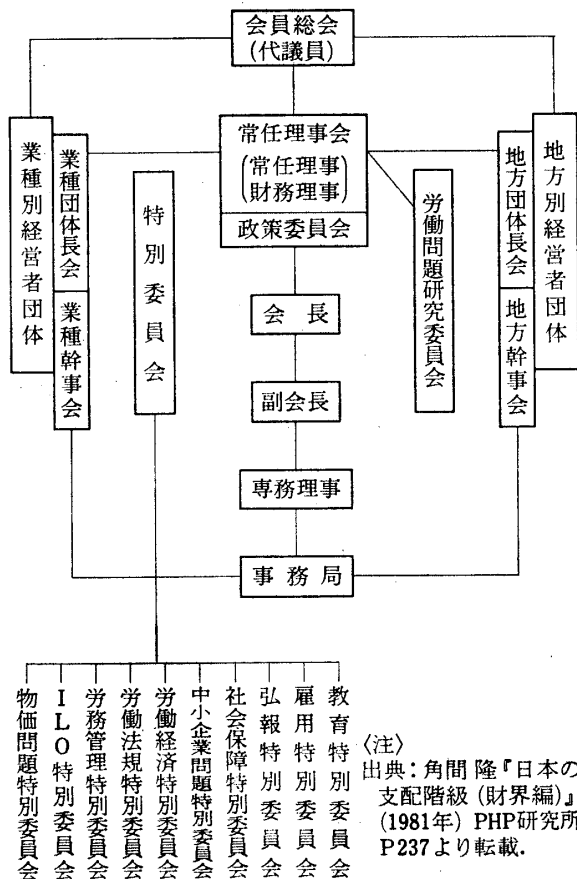 会員総会
(代議員)
業種別経営者団体
業種団体長会
業種幹事会
特別委員会
常任理事会
(常任理事)
(財務理事)
政策委員会
労働問題研究委員会
地方団体長会
地方幹事会
地方別経営者団体
会長
副会長
専務理事
事務局
物価問題特別委員会
ILO特別委員会
労務管理特別委員会
労働法規特別委員会
労働経済特別委員会
中小企業問題特別委員会
社会保障特別委員会
弘報特別委員会
雇用特別委員会
教育特別委員会
〈注〉
出典:角間 隆『日本の
支配階級(財界編)』
(1981年) PHP研究所
P237より転載.